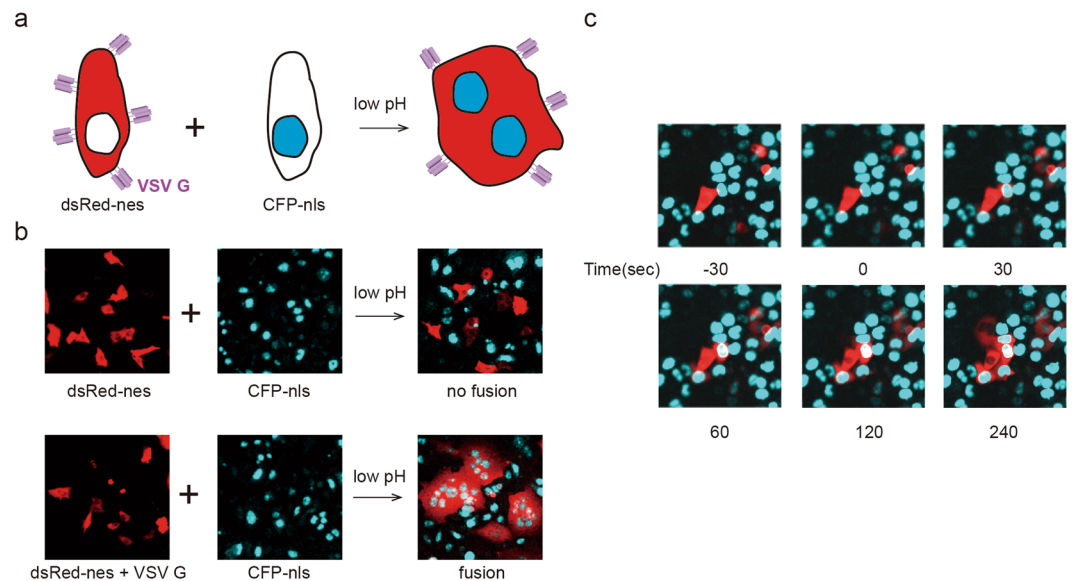 a
low pH
+
VSV G
dsRed-nes
CFP-nls
b
low pH
+
dsRed-nes
CFP-nls
no fusion
low pH
+
dsRed-nes + VSV G
CFP-nls
fusion
c
Time(sec)
-30
0
30
60
120
240